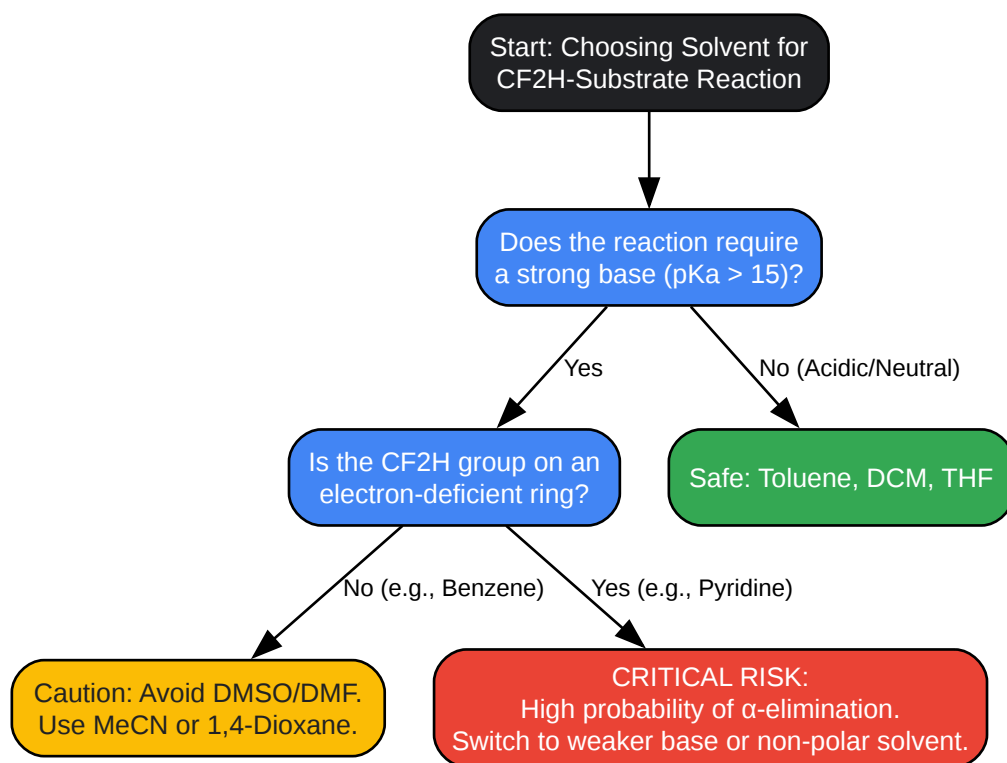 Start: Choosing Solvent for
CF2H-Substrate Reaction
Does the reaction require
a strong base (pKa > 15)?
Yes
No (Acidic/Neutral)
Is the CF2H group on an
electron-deficient ring?
Safe: Toluene, DCM, THF
No (e.g., Benzene)
Yes (e.g., Pyridine)
Caution: Avoid DMSO/DMF.
Use MeCN or 1,4-Dioxane.
CRITICAL RISK:
High probability of α-elimination.
Switch to weaker base or non-polar solvent.